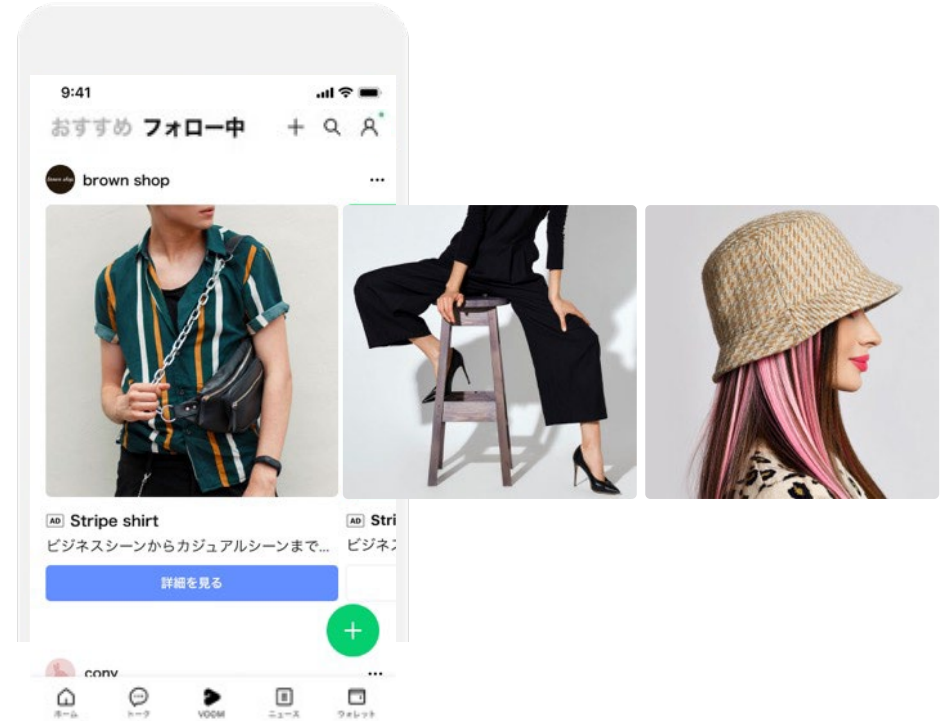 9:41
おすすめ フォロー中
brown shop
AD Stripe shirt
ビジネスシーンからカジュアルシーンまで...
詳細を見る
AD Stri
ビジネス
cony
ホーム
トーク
VOOM
ニュース
ウォレット